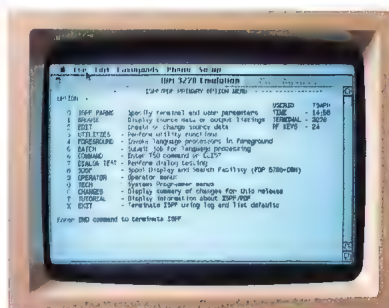 File Edit Commands Phone Setup
IBM 3270 Emulation
ISPF/PDF PRIMARY OPTION MENU
OPTION
USERID
0 ISPF PARMS - Specify terminal and user parameters TIME - 14:58
1 BROWSE - Display source data or output listings TERMINAL - 3278
2 EDIT - Create or change source data PF KEYS - 24
3 UTILITIES - Perform utility functions
4 FOREGROUND - Invoke language processors in foreground
5 BATCH - Submit job for language processing
6 COMMAND - Enter TSO command or CLIST
7 DIALOG TEST - Perform dialog testing
SDSF - Spool Display and Search Facility
OPERATOR - Operator menus
TECH - Systems Programmer menus
C CHANGES - Display summary of changes for this release
T TUTORIAL - Display information about ISPF/PDF
X EXIT - Terminate ISPF using log and list defaults
Enter END command to terminate ISPF.